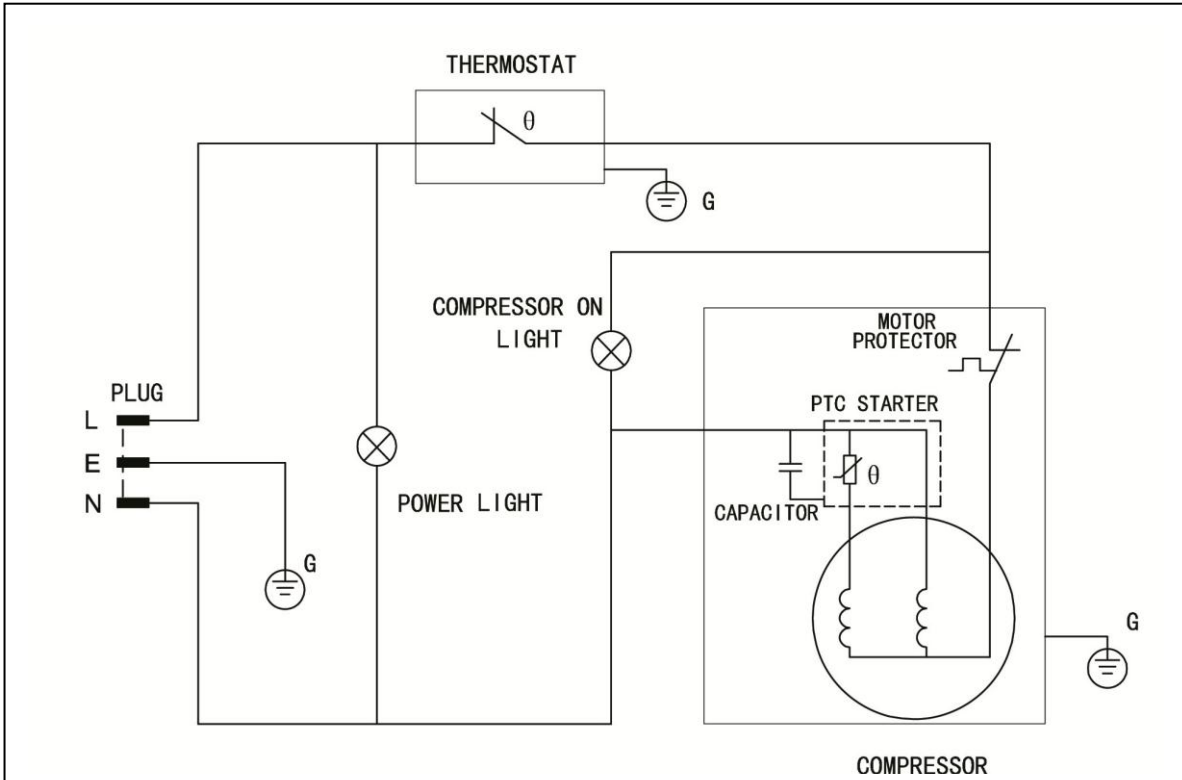 THERMOSTAT
θ
G
COMPRESSOR ON
LIGHT
MOTOR
PROTECTOR
PLUG
L
E
N
PTC STARTER
θ
POWER LIGHT
CAPACITOR
G
G
COMPRESSOR